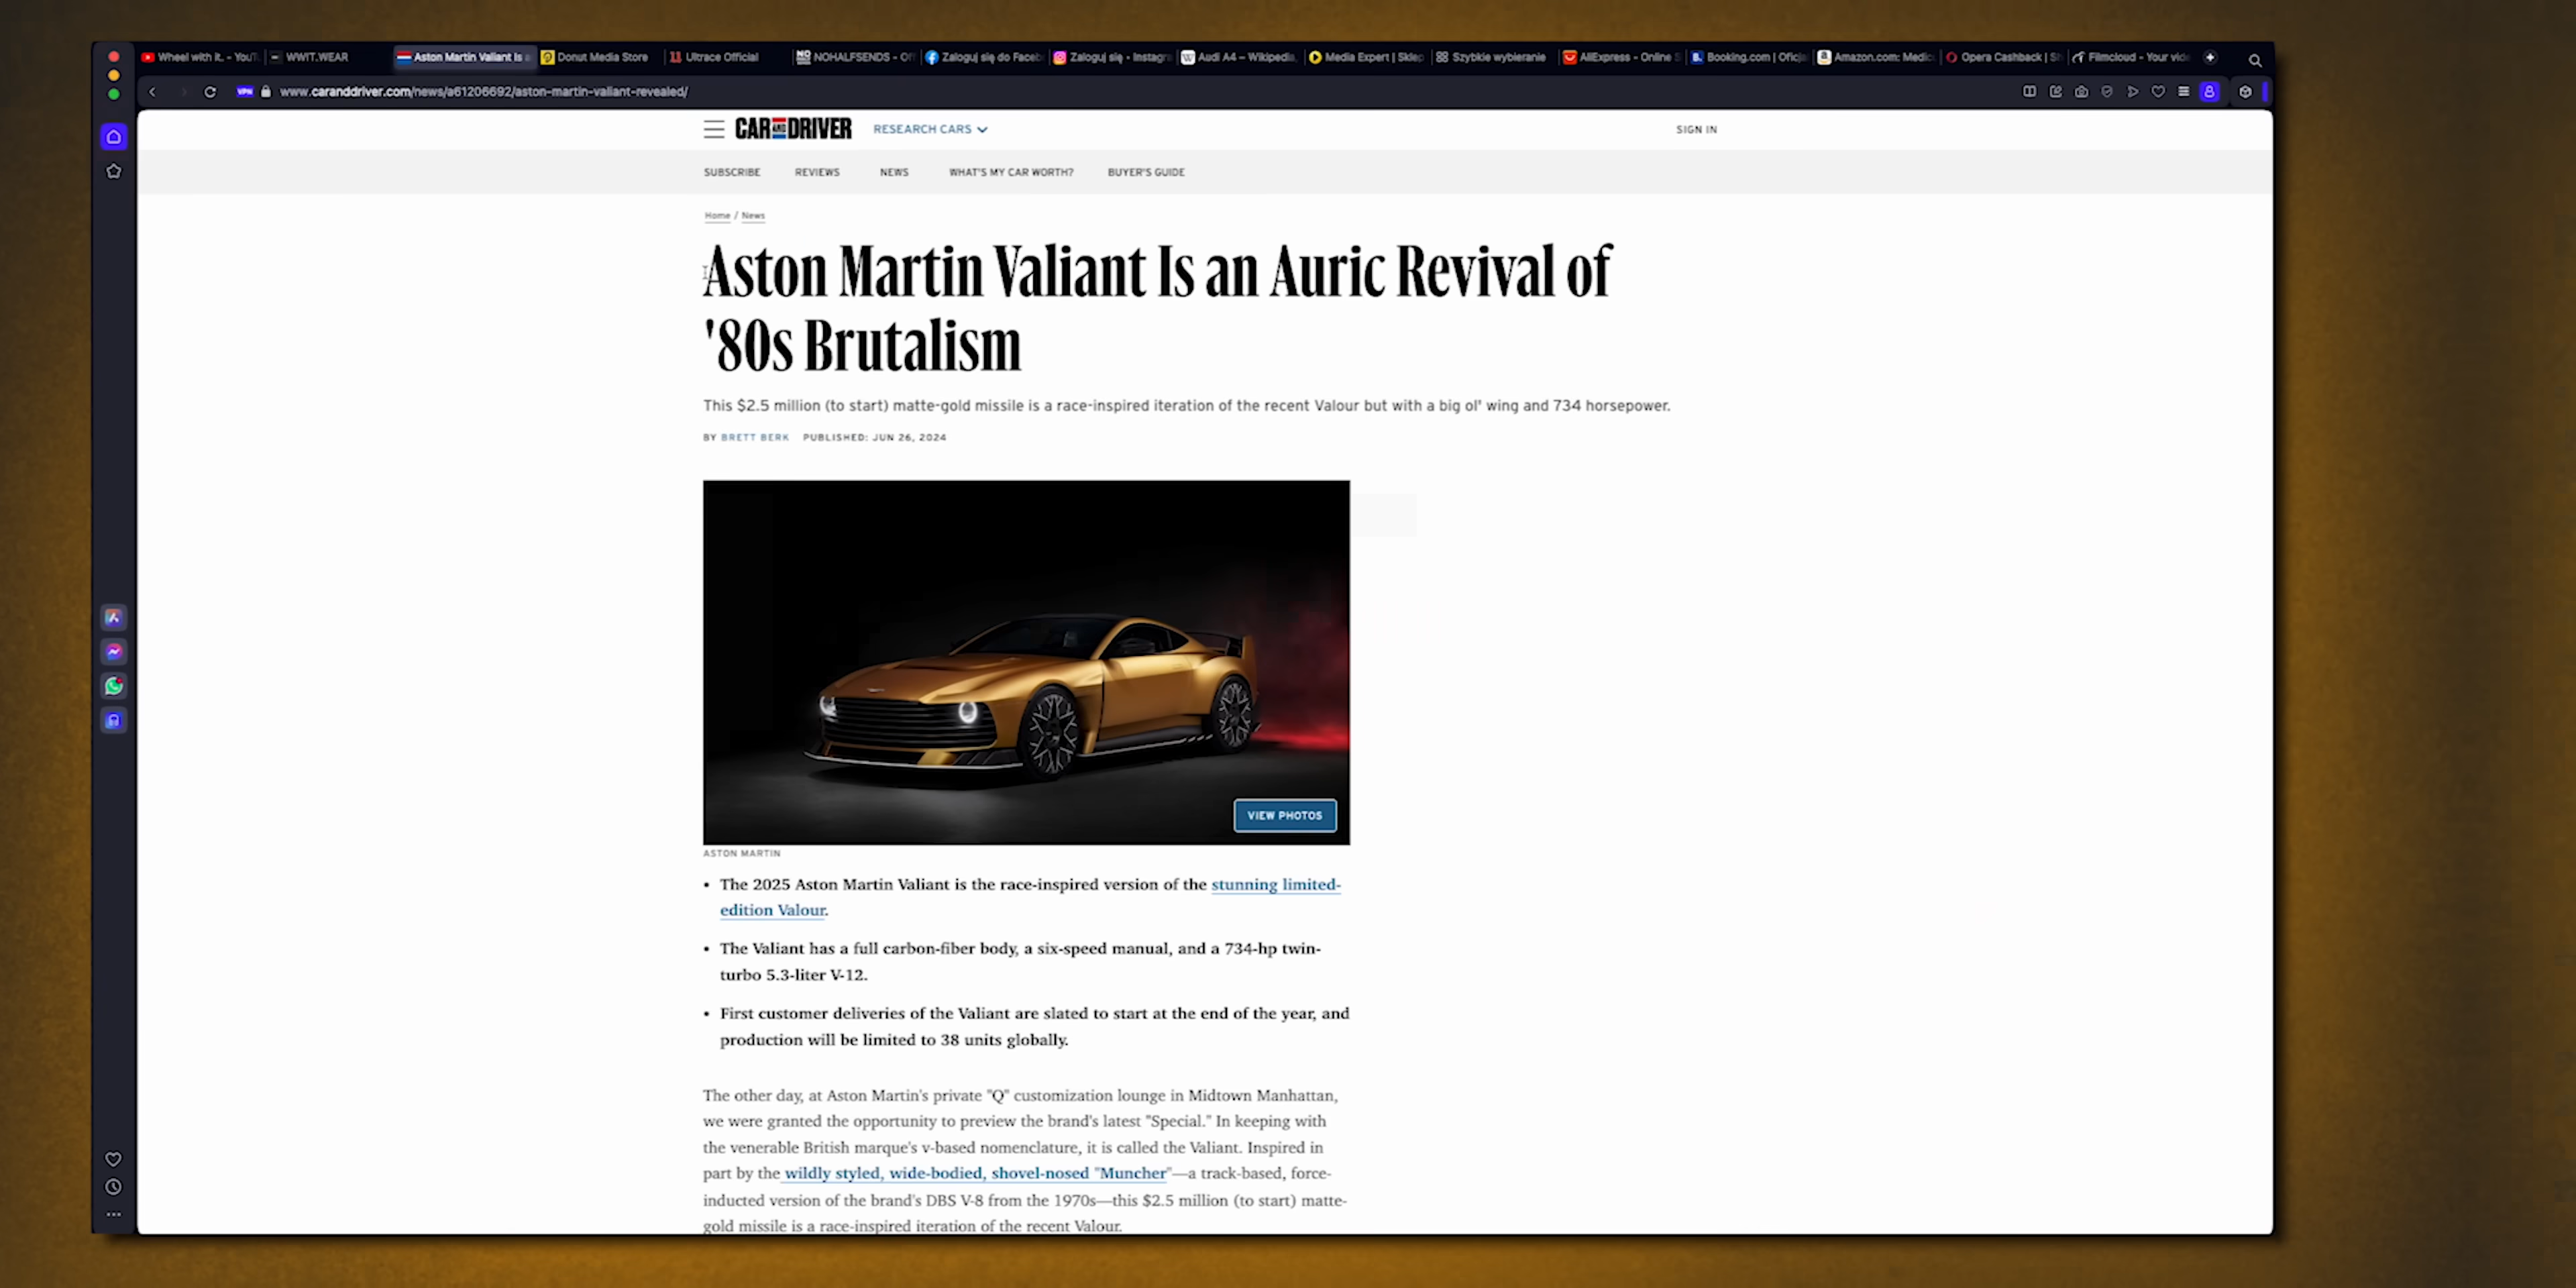 Wheel with it. - YouT
WWIT.WEAR
Aston Martin Valiant Is a
Donut Media Store
Ultrace Official
NOHALFSENDS - Of
Zaloguj się do Faceb
Zaloguj się • Instagr
Audi A4 – Wikipedia,
Media Expert | Sklep
Szybkie wybieranie
AliExpress - Online S
Booking.com | Oficja
Amazon.com: Medic
Opera Cashback | S
Filmcloud - Your vid
VPN
www.caranddriver.com/news/a61206692/aston-martin-valiant-revealed/
CAR AND DRIVER
RESEARCH CARS
SIGN IN
SUBSCRIBE
REVIEWS
NEWS
WHAT'S MY CAR WORTH?
BUYER'S GUIDE
Home / News
Aston Martin Valiant Is an Auric Revival of
'80s Brutalism
This $2.5 million (to start) matte-gold missile is a race-inspired iteration of the recent Valour but with a big ol' wing and 734 horsepower.
BY BRETT BERK PUBLISHED: JUN 26, 2024
VIEW PHOTOS
ASTON MARTIN
• The 2025 Aston Martin Valiant is the race-inspired version of the stunning limited-
edition Valour.
• The Valiant has a full carbon-fiber body, a six-speed manual, and a 734-hp twin-
turbo 5.3-liter V-12.
• First customer deliveries of the Valiant are slated to start at the end of the year, and
production will be limited to 38 units globally.
The other day, at Aston Martin's private "Q" customization lounge in Midtown Manhattan,
we were granted the opportunity to preview the brand's latest "Special." In keeping with
the venerable British marque's v-based nomenclature, it is called the Valiant. Inspired in
part by the wildly styled, wide-bodied, shovel-nosed "Muncher"—a track-based, force-
inducted version of the brand's DBS V-8 from the 1970s—this $2.5 million (to start) matte-
gold missile is a race-inspired iteration of the recent Valour.